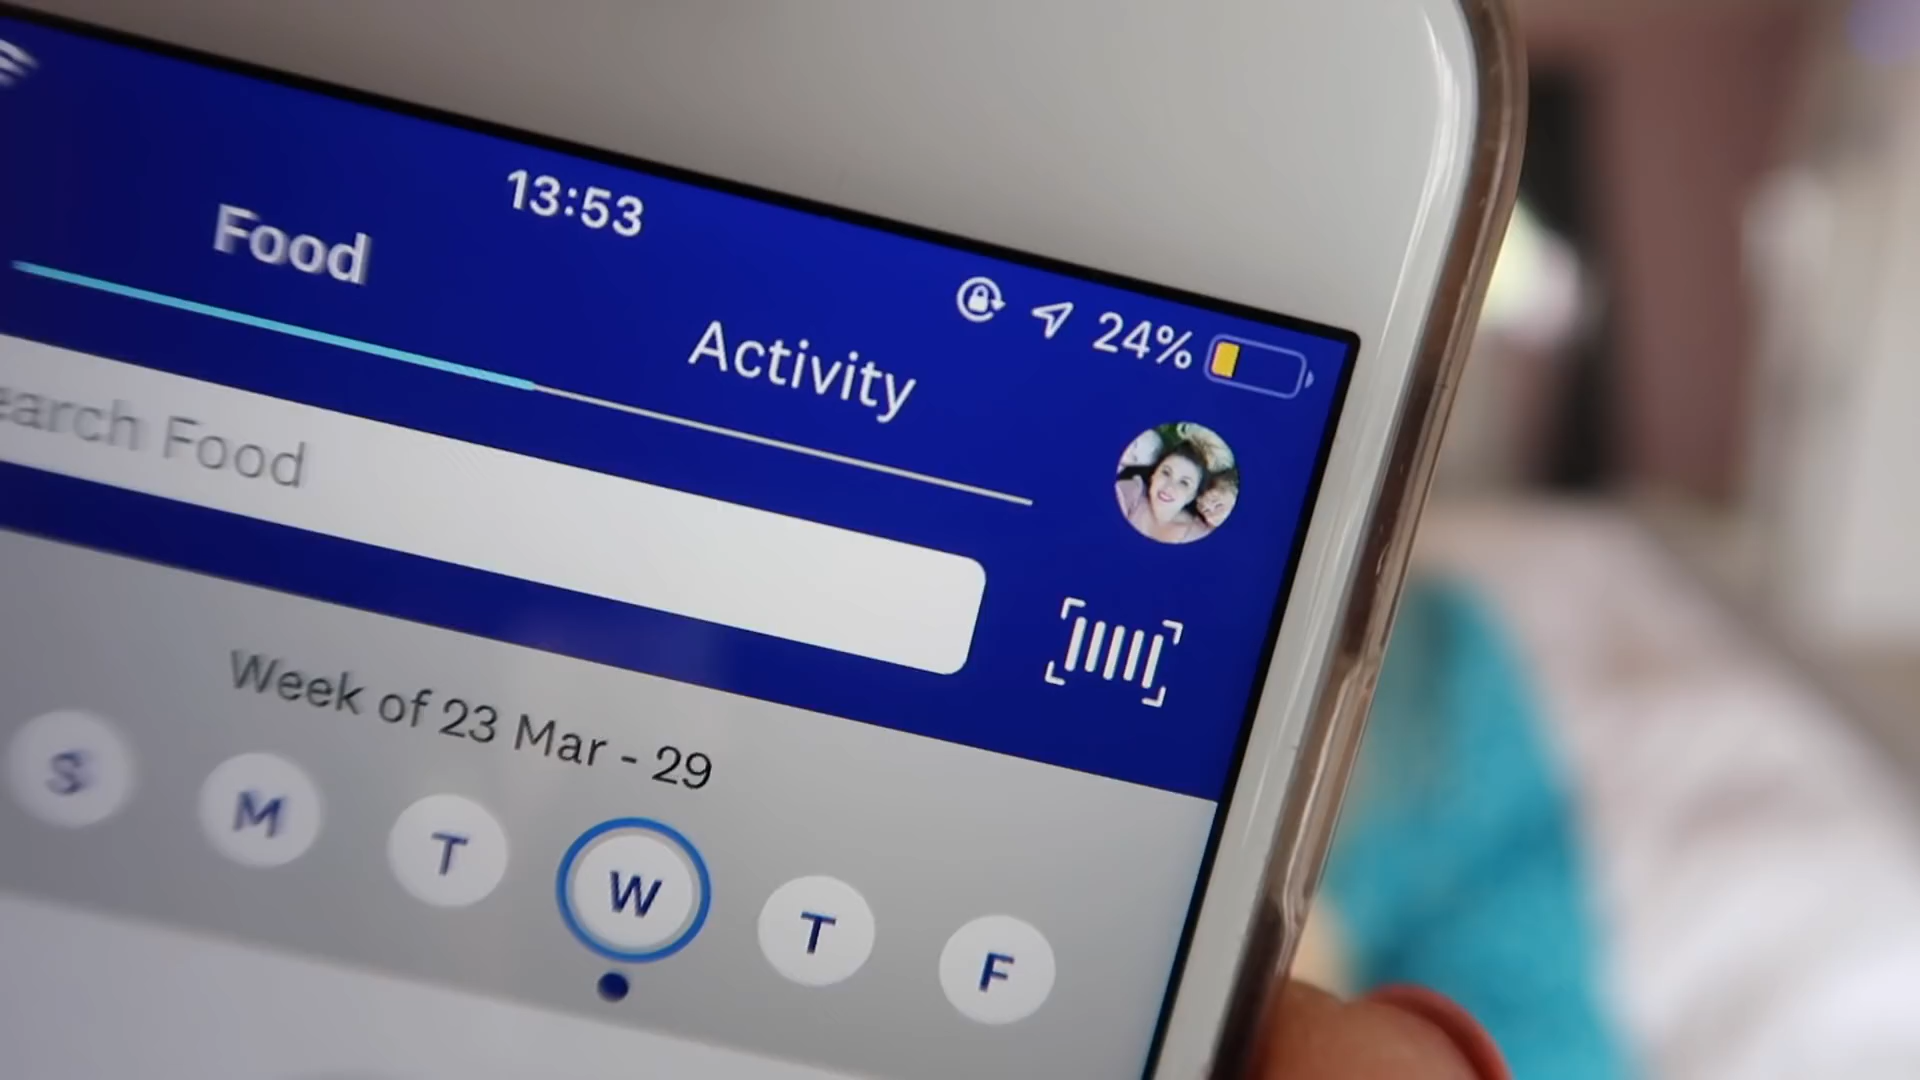 13:53
24%
Food
Activity
earch Food
Week of 23 Mar - 29
S M T W T F